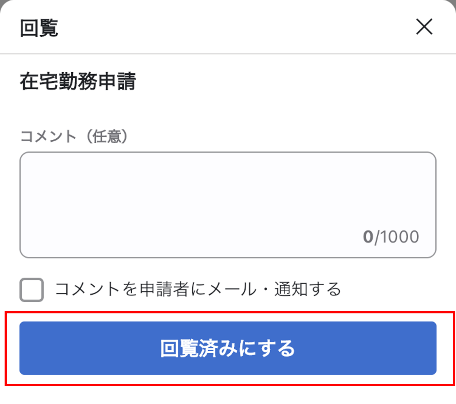 回覧
在宅勤務申請
コメント（任意）
0/1000
コメントを申請者にメール・通知する
回覧済みにする